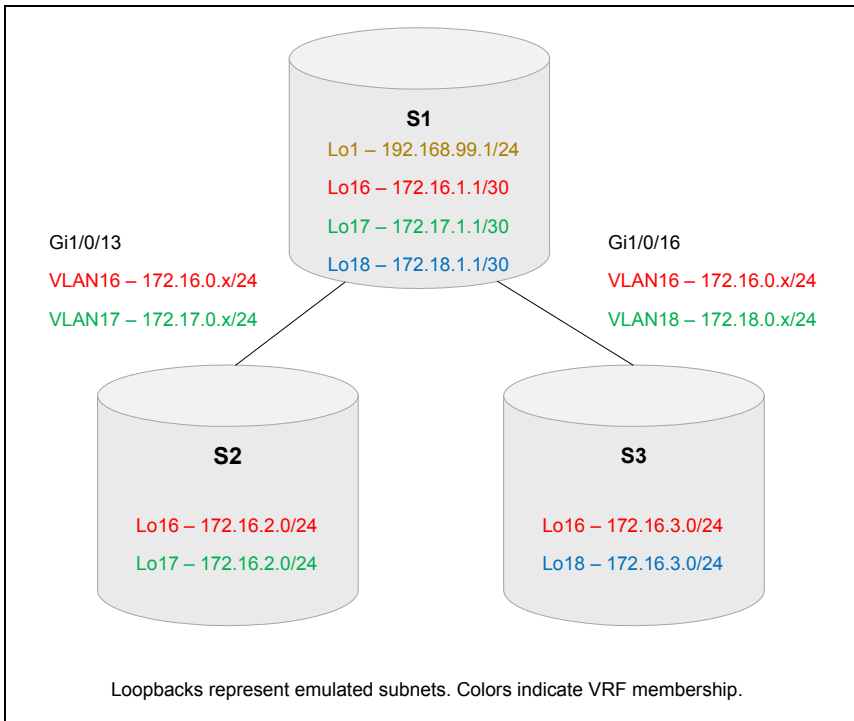 S1
Lo1 – 192.168.99.1/24
Lo16 – 172.16.1.1/30
Lo17 – 172.17.1.1/30
Lo18 – 172.18.1.1/30
Gi1/0/13
VLAN16 – 172.16.0.x/24
VLAN17 – 172.17.0.x/24
Gi1/0/16
VLAN16 – 172.16.0.x/24
VLAN18 – 172.18.0.x/24
S2
Lo16 – 172.16.2.0/24
Lo17 – 172.16.2.0/24
S3
Lo16 – 172.16.3.0/24
Lo18 – 172.16.3.0/24
Loopbacks represent emulated subnets. Colors indicate VRF membership.